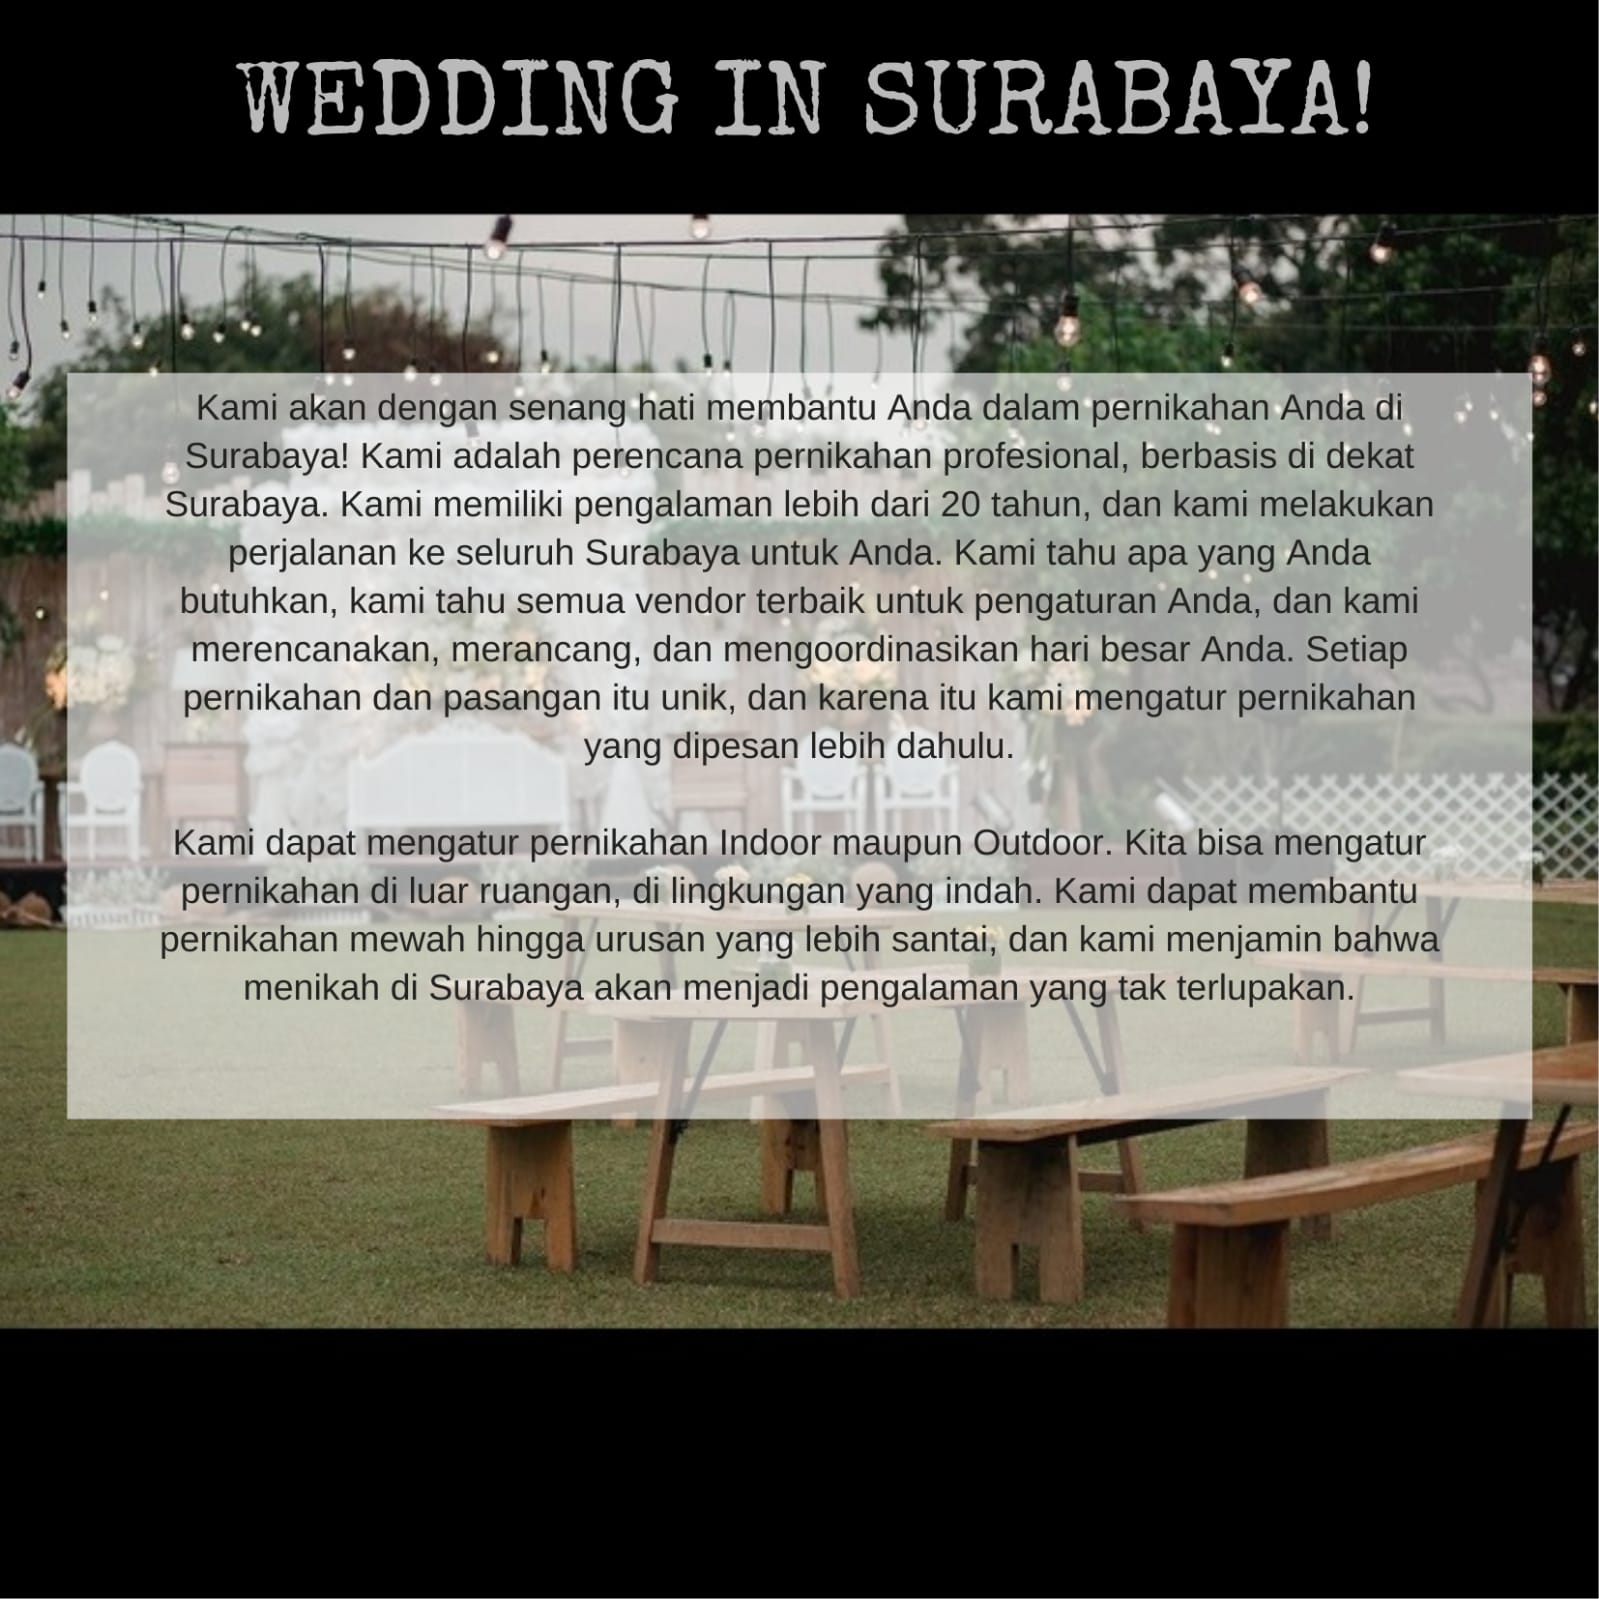 WEDDING IN SURABAYA!
Kami akan dengan senang hati membantu Anda dalam pernikahan Anda di
Surabaya! Kami adalah perencana pernikahan profesional, berbasis di dekat
Surabaya. Kami memiliki pengalaman lebih dari 20 tahun, dan kami melakukan
perjalanan ke seluruh Surabaya untuk Anda. Kami tahu apa yang Anda
butuhkan, kami tahu semua vendor terbaik untuk pengaturan Anda, dan kami
merencanakan, merancang, dan mengoordinasikan hari besar Anda. Setiap
pernikahan dan pasangan itu unik, dan karena itu kami mengatur pernikahan
yang dipesan lebih dahulu.
Kami dapat mengatur pernikahan Indoor maupun Outdoor. Kita bisa mengatur
pernikahan di luar ruangan, di lingkungan yang indah. Kami dapat membantu
pernikahan mewah hingga urusan yang lebih santai, dan kami menjamin bahwa
menikah di Surabaya akan menjadi pengalaman yang tak terlupakan.